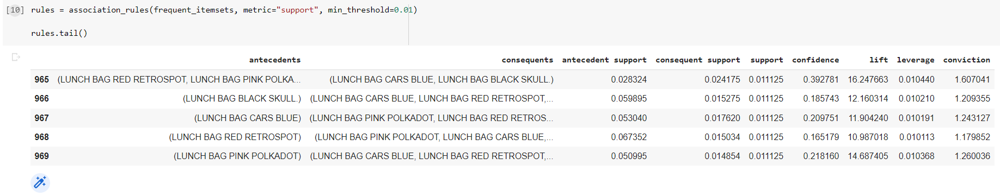 [10] rules = association_rules(frequent_itemsets, metric="support", min_threshold=0.01)
rules.tail()
antecedents consequents antecedent support consequent support support confidence lift leverage conviction
965 (LUNCH BAG RED RETROSPOT, LUNCH BAG PINK POLKA... (LUNCH BAG CARS BLUE, LUNCH BAG BLACK SKULL.) 0.028324 0.024175 0.011125 0.392781 16.247663 0.010440 1.607041
966 (LUNCH BAG BLACK SKULL.) (LUNCH BAG CARS BLUE, LUNCH BAG RED RETROSPOT,... 0.059895 0.015275 0.011125 0.185743 12.160314 0.010210 1.209355
967 (LUNCH BAG CARS BLUE) (LUNCH BAG PINK POLKADOT, LUNCH BAG RED RETROS... 0.053040 0.017620 0.011125 0.209751 11.904240 0.010191 1.243127
968 (LUNCH BAG RED RETROSPOT) (LUNCH BAG PINK POLKADOT, LUNCH BAG CARS BLUE,... 0.067352 0.015034 0.011125 0.165179 10.987018 0.010113 1.179852
969 (LUNCH BAG PINK POLKADOT) (LUNCH BAG CARS BLUE, LUNCH BAG RED RETROSPOT,... 0.050995 0.014854 0.011125 0.218160 14.687405 0.010368 1.260036